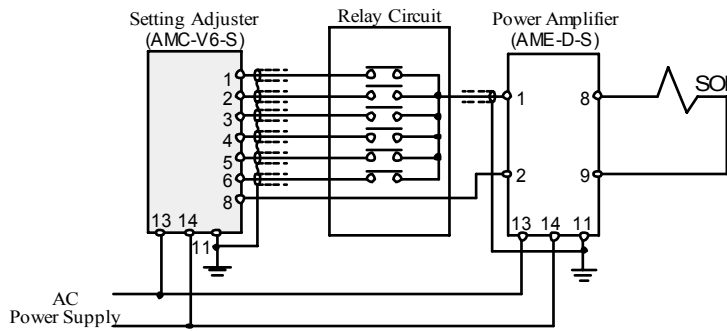 Setting Adjuster
(AMC-V6-S)
Relay Circuit
Power Amplifier
(AME-D-S)
1
2
3
4
5
6
8
13 14
11
1
2
8
9
13 14 11
AC
Power Supply